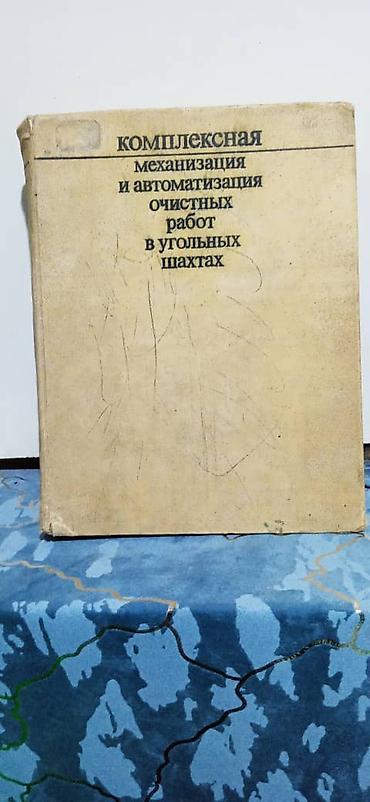 комплексная
механизация
и автоматизация
очистных
работ
в угольных
шахтах